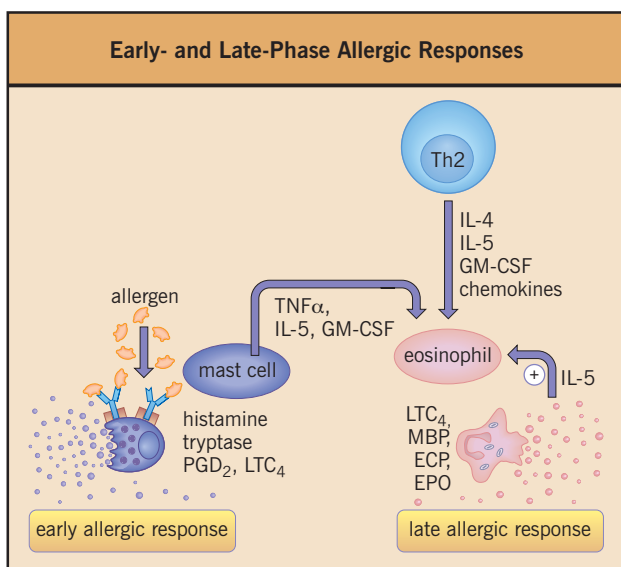 Early- and Late-Phase Allergic Responses
Th2
IL-4
IL-5
GM-CSF
chemokines
allergen
TNFα,
IL-5, GM-CSF
mast cell
eosinophil
+
IL-5
histamine
tryptase
PGD₂, LTC₄
LTC₄,
MBP,
ECP,
EPO
early allergic response
late allergic response